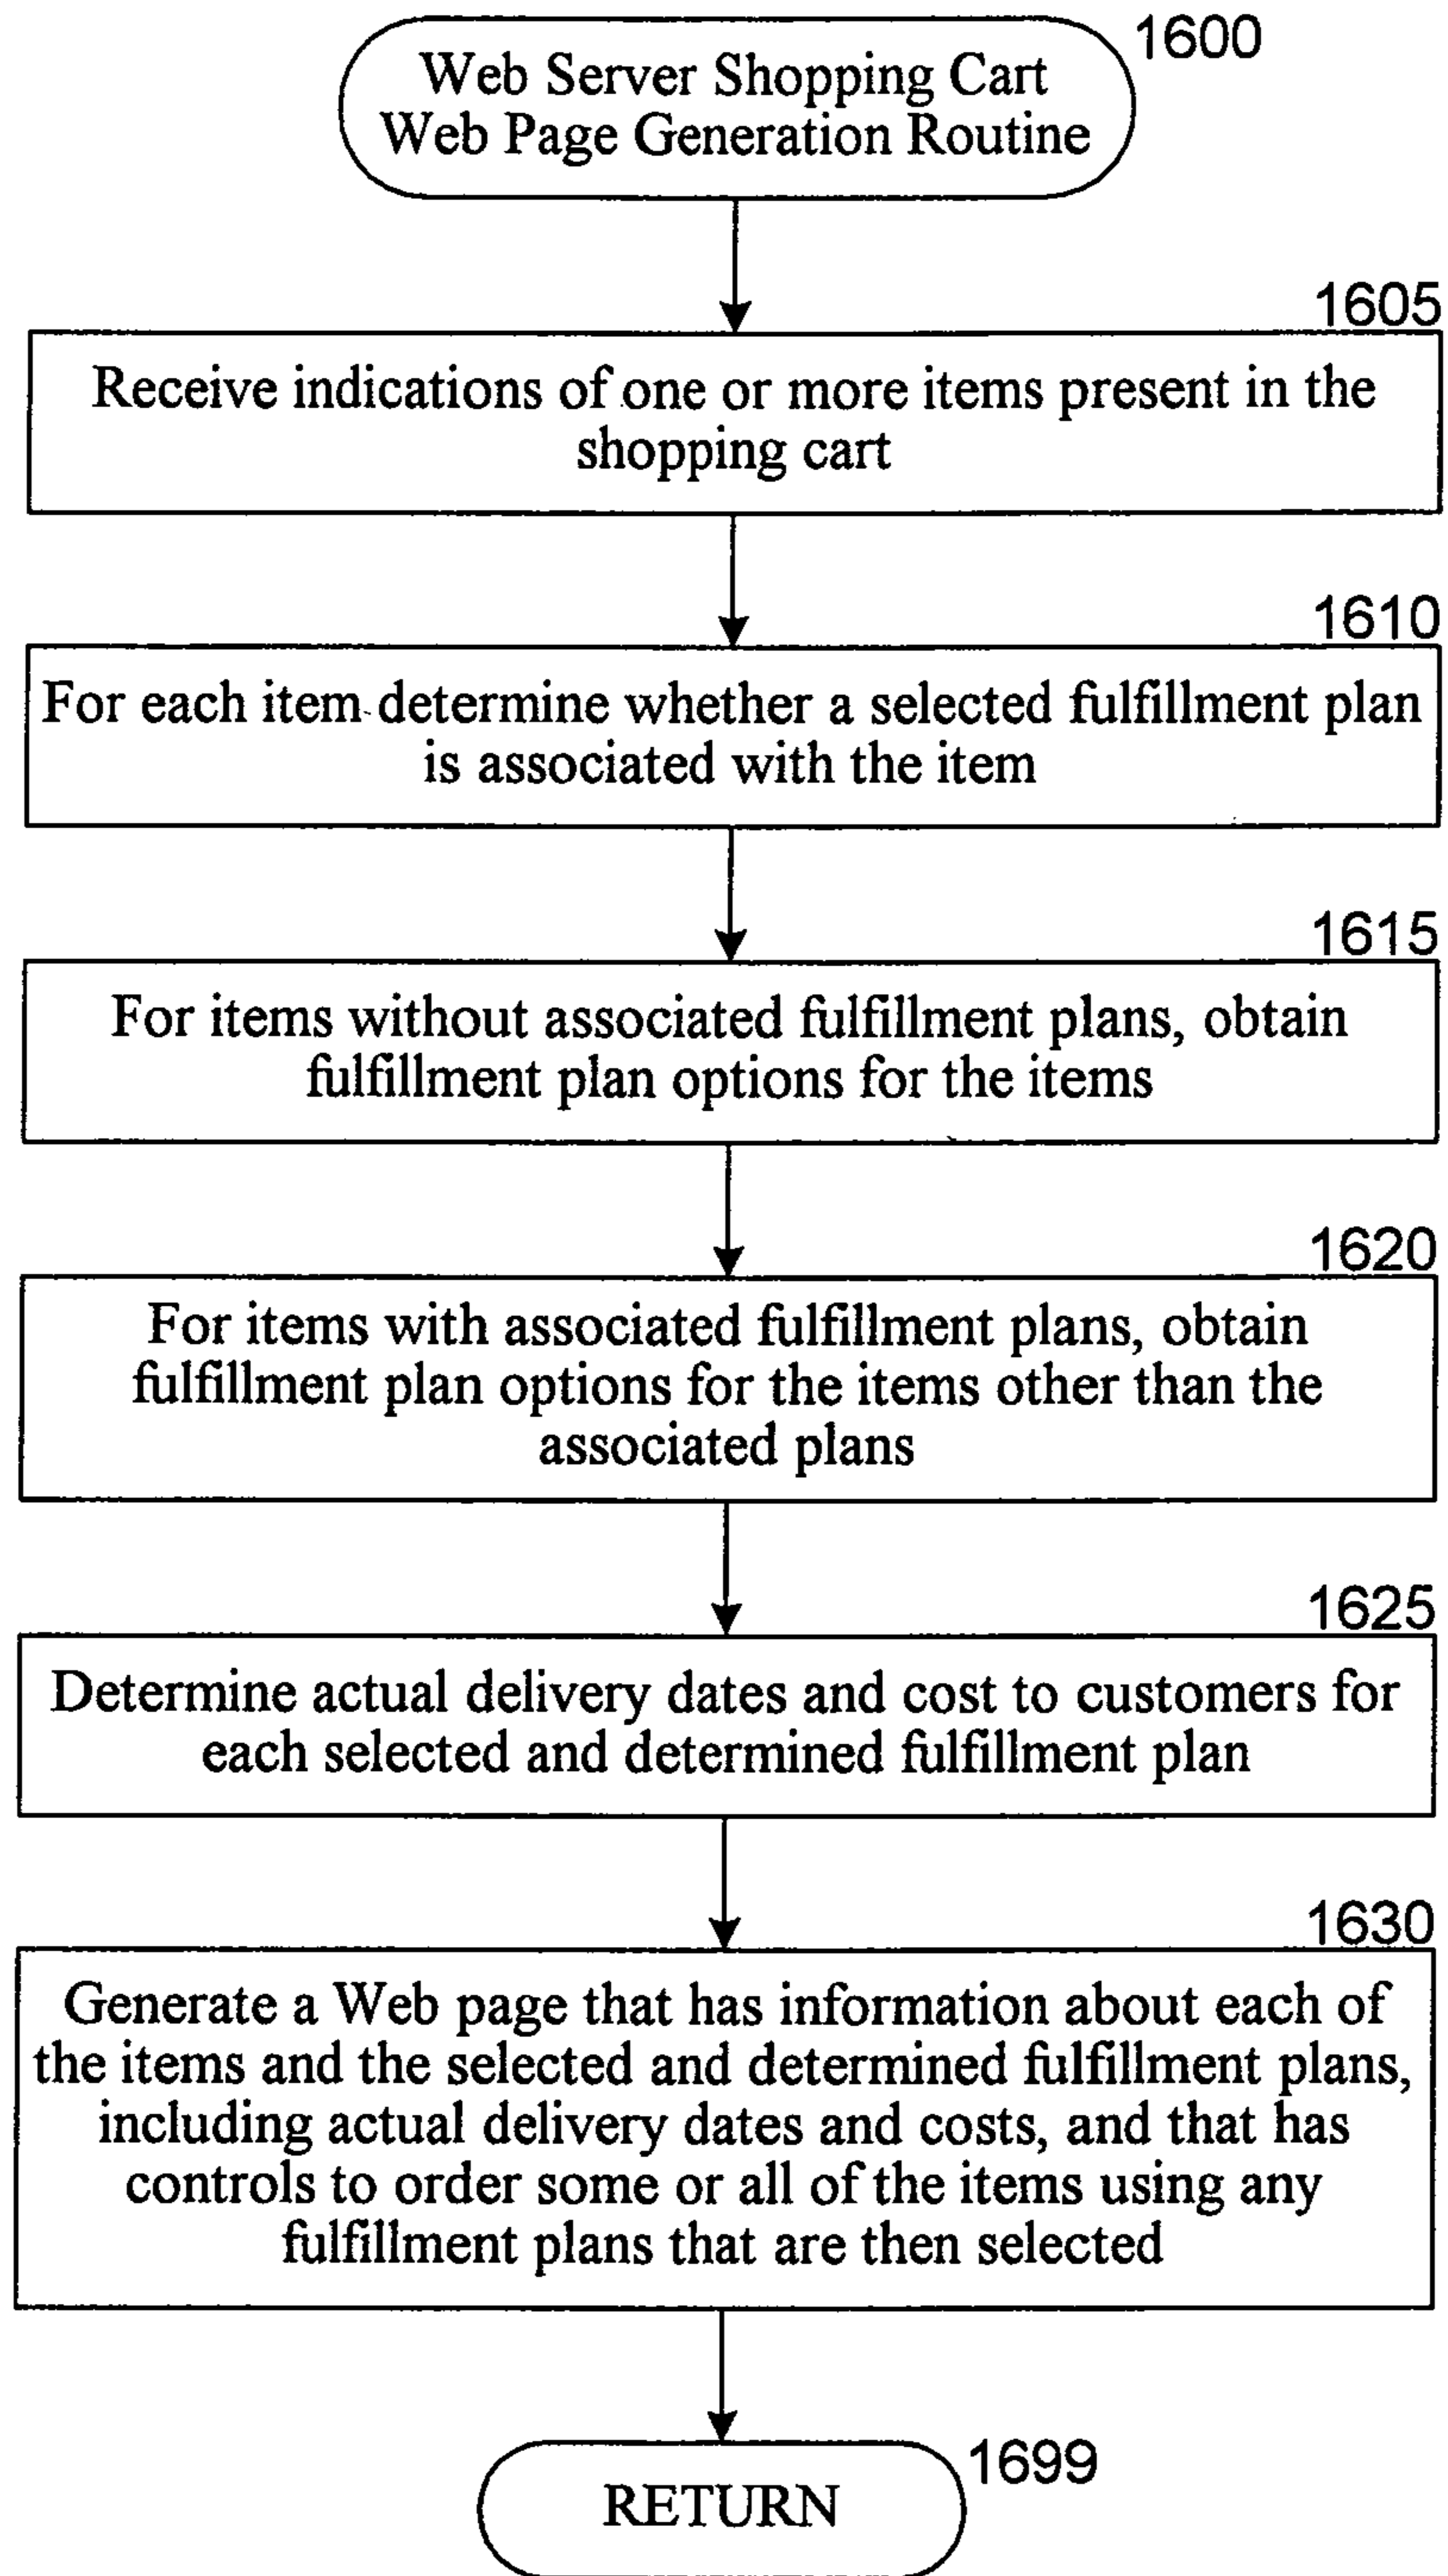 1600
Web Server Shopping Cart
Web Page Generation Routine
1605
Receive indications of one or more items present in the
shopping cart
1610
For each item determine whether a selected fulfillment plan
is associated with the item
1615
For items without associated fulfillment plans, obtain
fulfillment plan options for the items
1620
For items with associated fulfillment plans, obtain
fulfillment plan options for the items other than the
associated plans
1625
Determine actual delivery dates and cost to customers for
each selected and determined fulfillment plan
1630
Generate a Web page that has information about each of
the items and the selected and determined fulfillment plans,
including actual delivery dates and costs, and that has
controls to order some or all of the items using any
fulfillment plans that are then selected
1699
RETURN